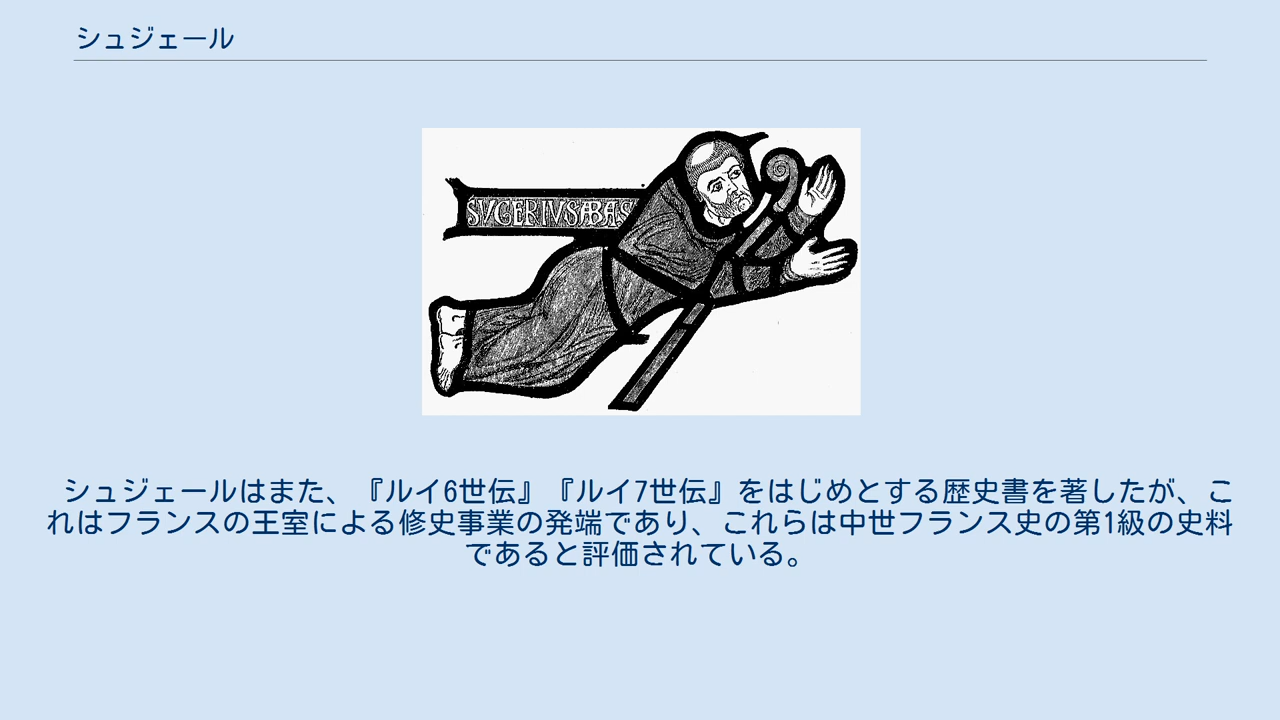 シュジェール
SVGERIVSABAS
シュジェールはまた、『ルイ6世伝』『ルイ7世伝』をはじめとする歴史書を著したが、こ
れはフランスの王室による修史事業の発端であり、これらは中世フランス史の第1級の史料
であると評価されている。